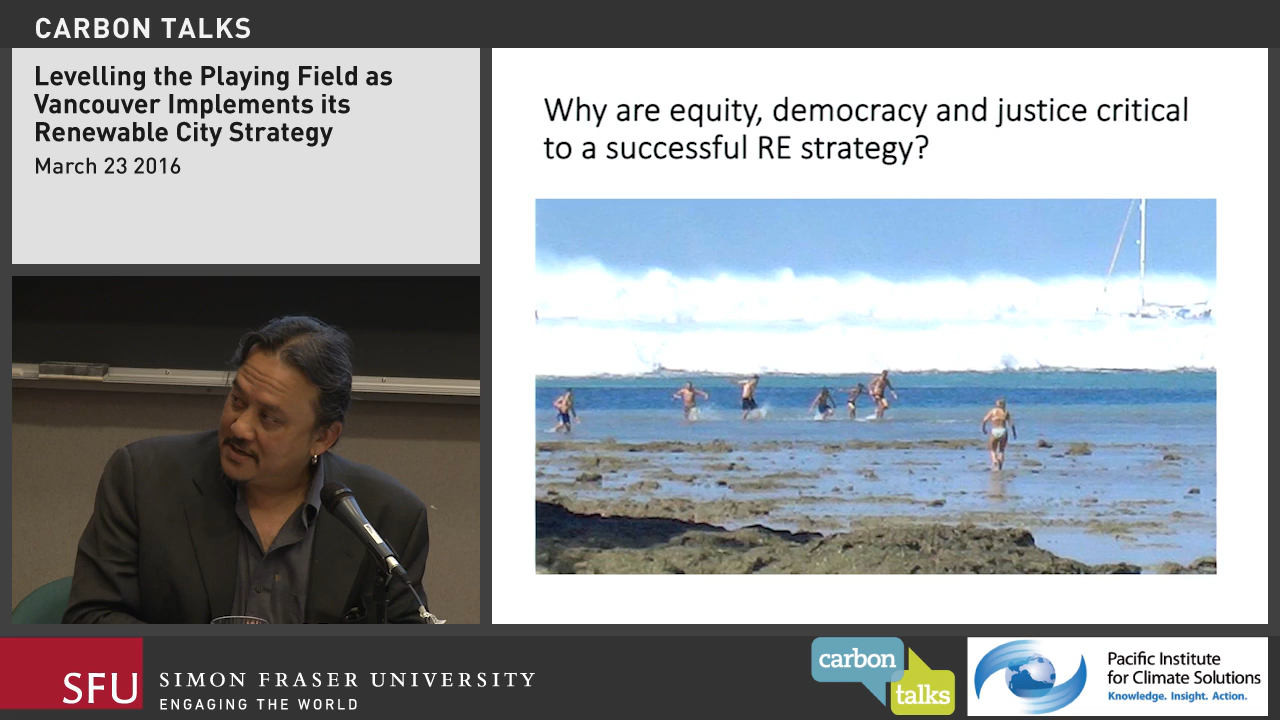 CARBON TALKS
Levelling the Playing Field as
Vancouver Implements its
Renewable City Strategy
March 23 2016
Why are equity, democracy and justice critical
to a successful RE strategy?
SFU
SIMON FRASER UNIVERSITY
ENGAGING THE WORLD
carbon
talks
Pacific Institute
for Climate Solutions
Knowledge. Insight. Action.